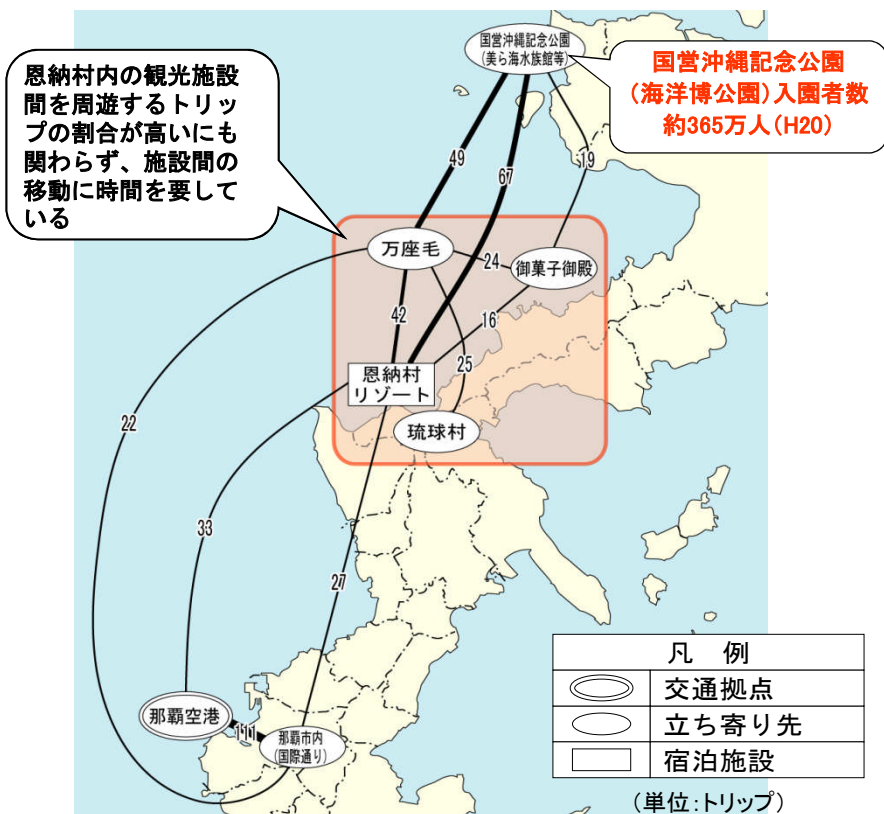 国営沖縄記念公園
(美ら海水族館等)
恩納村内の観光施設
間を周遊するトリッ
プの割合が高いにも
関わらず、施設間の
移動に時間を要して
いる
国営沖縄記念公園
(海洋博公園)入園者数
約365万人(H20)
49
67
19
万座毛
24
御菓子御殿
42
16
25
恩納村
リゾート
琉球村
22
33
27
那覇空港
111
那覇市内
(国際通り)
凡 例
交通拠点
立ち寄り先
宿泊施設
(単位:トリップ)